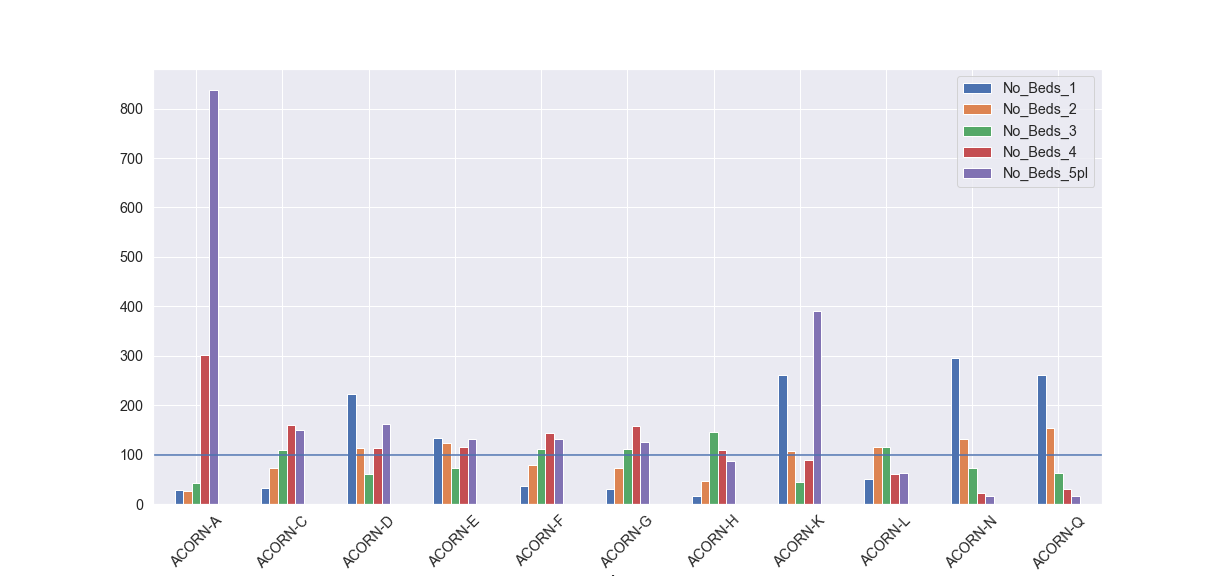 800
700
600
500
400
300
200
100
0
No_Beds_1
No_Beds_2
No_Beds_3
No_Beds_4
No_Beds_5pl
ACORN-A
ACORN-C
ACORN-D
ACORN-E
ACORN-F
ACORN-G
ACORN-H
ACORN-K
ACORN-L
ACORN-N
ACORN-Q